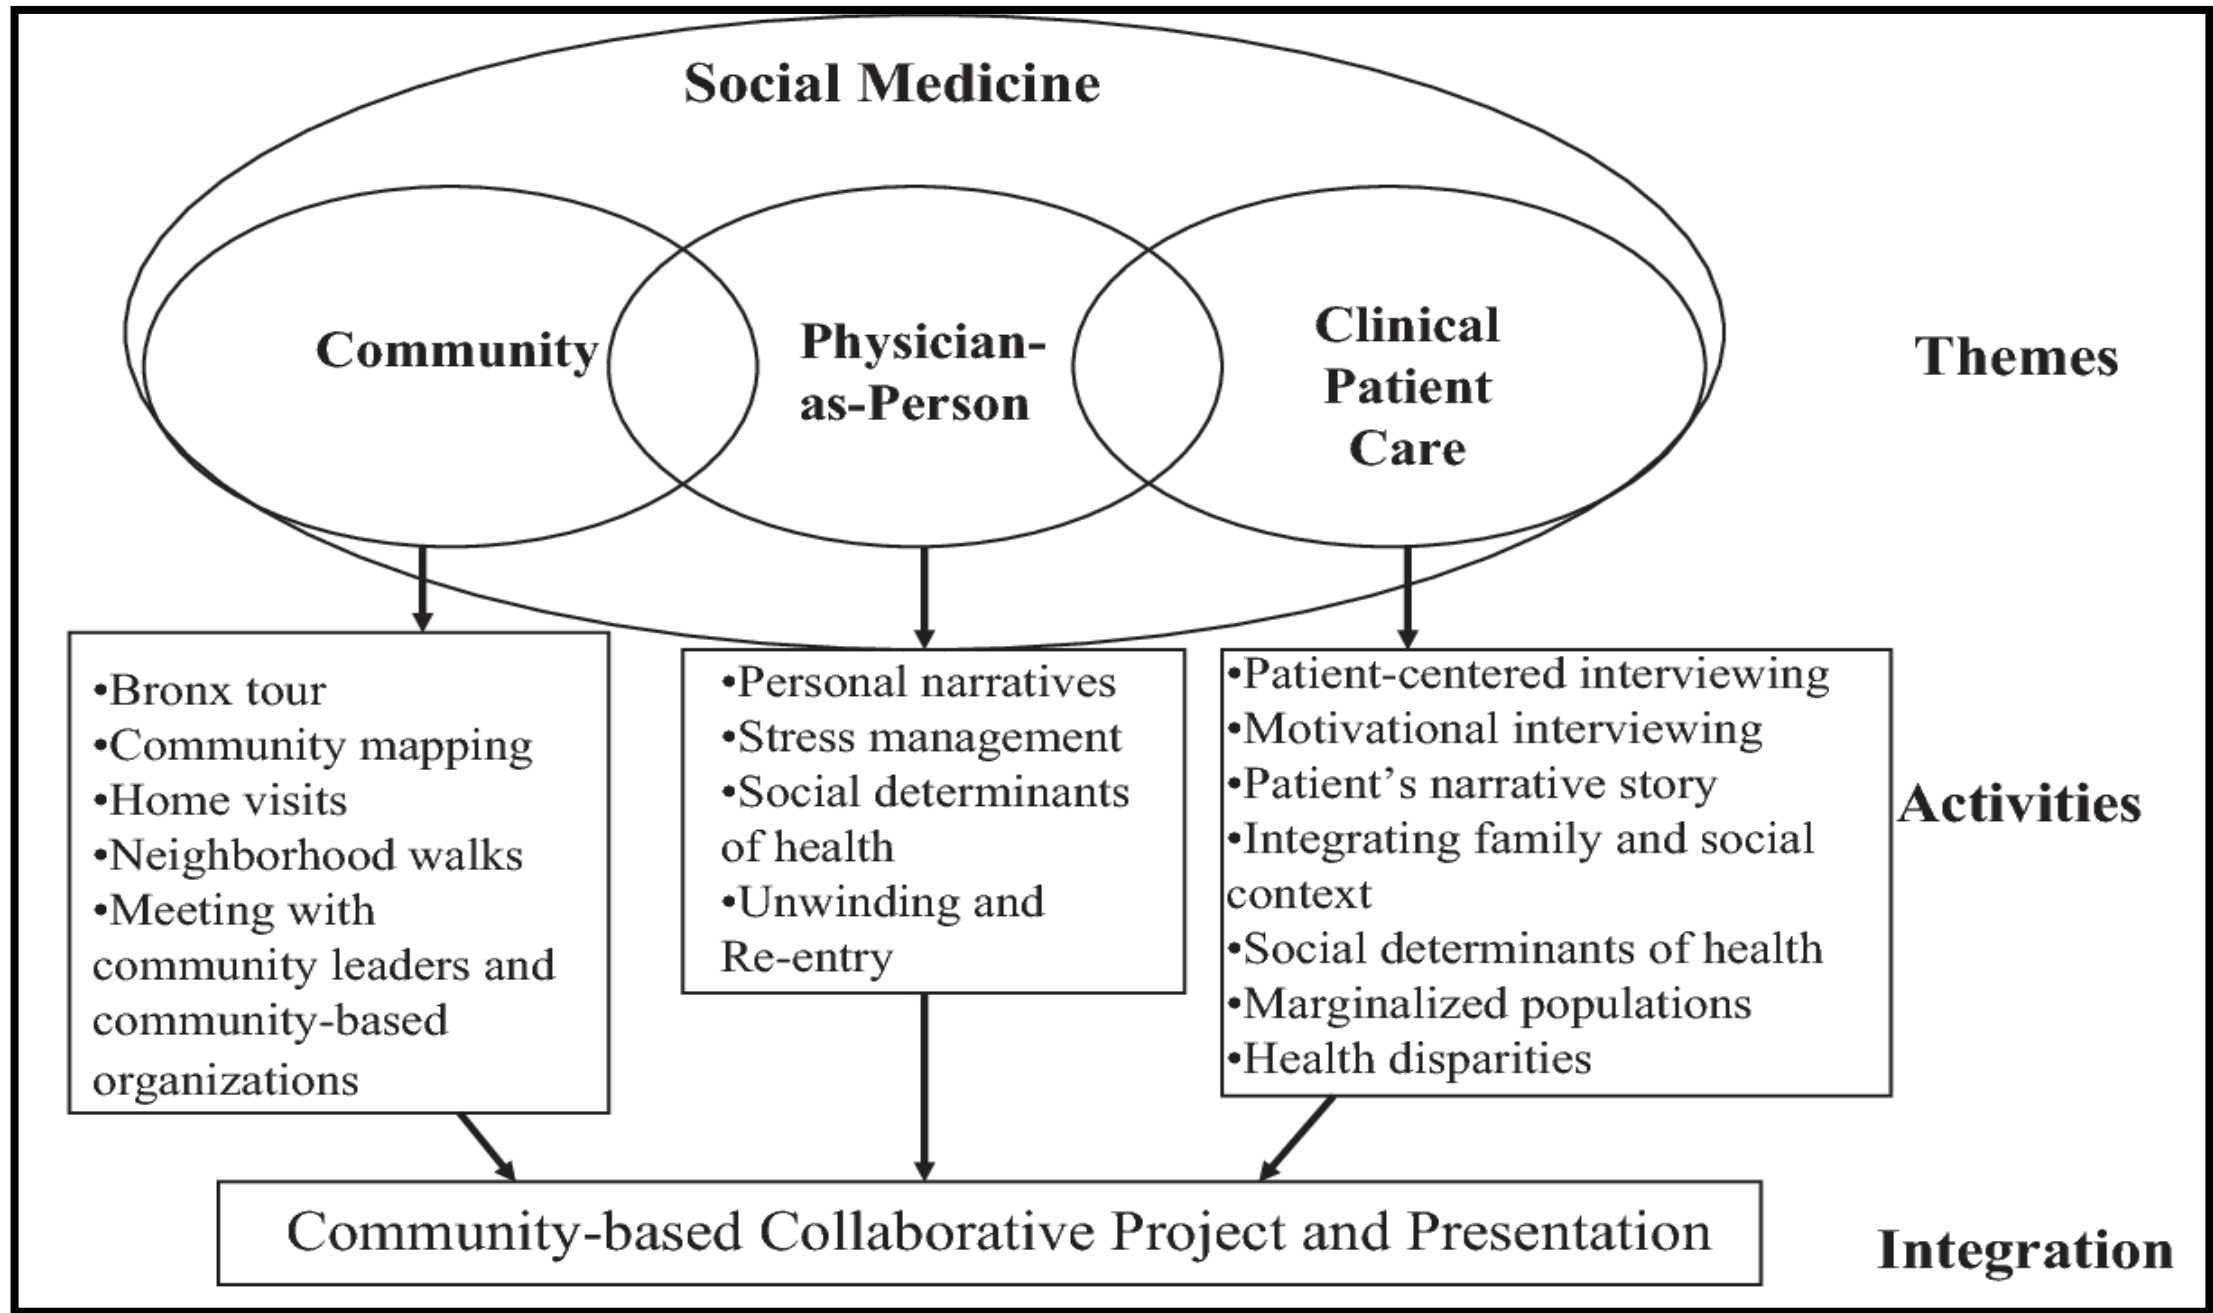 Social Medicine
Community
Physician-
as-Person
Clinical
Patient
Care
Themes
•Bronx tour
•Community mapping
•Home visits
•Neighborhood walks
•Meeting with
community leaders and
community-based
organizations
•Personal narratives
•Stress management
•Social determinants
of health
•Unwinding and
Re-entry
•Patient-centered interviewing
•Motivational interviewing
•Patient’s narrative story
•Integrating family and social
context
•Social determinants of health
•Marginalized populations
•Health disparities
Activities
Community-based Collaborative Project and Presentation
Integration